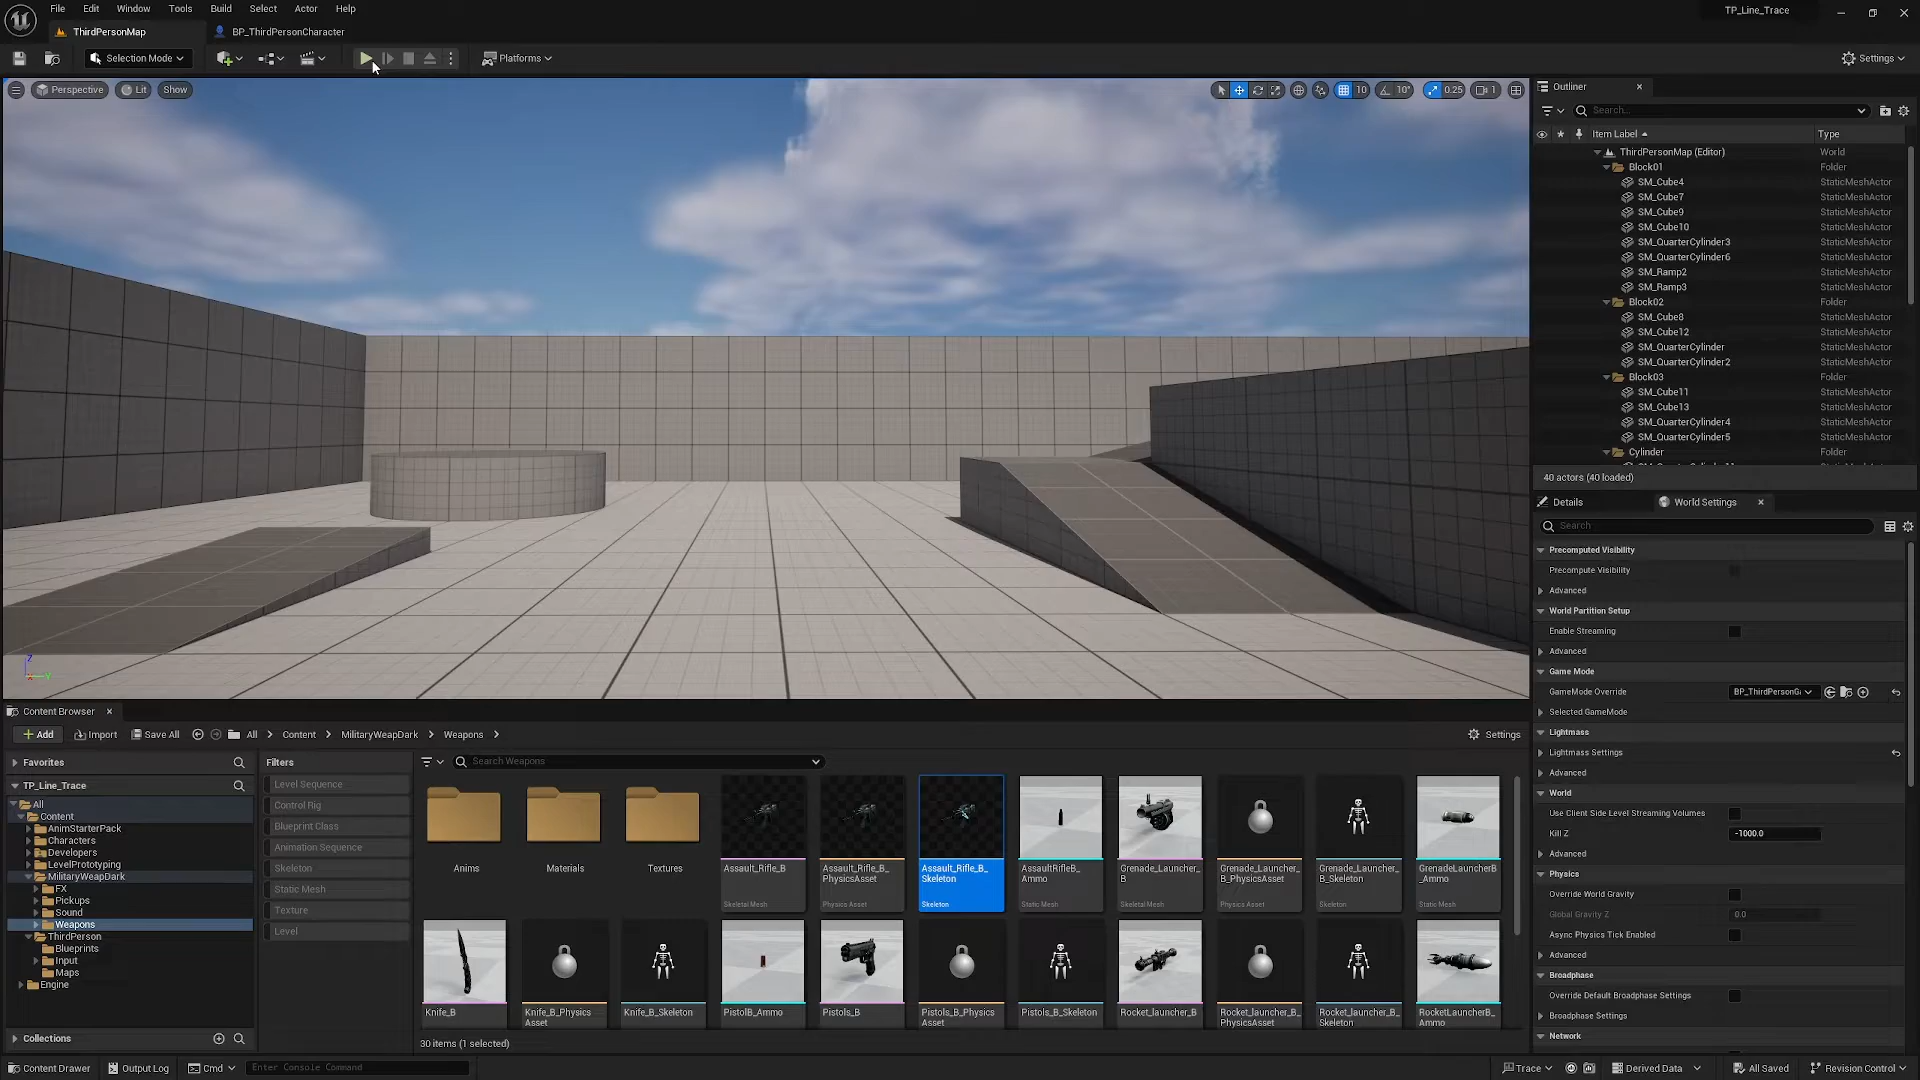 File Edit Window Tools Build Select Actor Help
TP_Line_Trace
ThirdPersonMap
BP_ThirdPersonCharacter
Selection Mode
Platforms
Settings
Perspective Lit Show
10 10° 0.25 1
Z
Y
Outliner
Search...
Item Label Type
ThirdPersonMap (Editor) World
Block01 Folder
SM_Cube4 StaticMeshActor
SM_Cube7 StaticMeshActor
SM_Cube9 StaticMeshActor
SM_Cube10 StaticMeshActor
SM_QuarterCylinder3 StaticMeshActor
SM_QuarterCylinder6 StaticMeshActor
SM_Ramp2 StaticMeshActor
SM_Ramp3 StaticMeshActor
Block02 Folder
SM_Cube8 StaticMeshActor
SM_Cube12 StaticMeshActor
SM_QuarterCylinder StaticMeshActor
SM_QuarterCylinder2 StaticMeshActor
Block03 Folder
SM_Cube11 StaticMeshActor
SM_Cube13 StaticMeshActor
SM_QuarterCylinder4 StaticMeshActor
SM_QuarterCylinder5 StaticMeshActor
Cylinder Folder
40 actors (40 loaded)
Details
World Settings
Search
Precomputed Visibility
Precompute Visibility
Advanced
World Partition Setup
Enable Streaming
Advanced
Game Mode
GameMode Override BP_ThirdPersonGa
Selected GameMode
Lightmass
Lightmass Settings
Advanced
World
Use Client Side Level Streaming Volumes
Kill Z -1000.0
Advanced
Physics
Override World Gravity
Global Gravity Z 0.0
Async Physics Tick Enabled
Advanced
Broadphase
Override Default Broadphase Settings
Broadphase Settings
Network
Content Browser
Add Import Save All All Content MilitaryWeapDark Weapons Settings
Favorites
TP_Line_Trace
All
Content
AnimStarterPack
Characters
Developers
LevelPrototyping
MilitaryWeapDark
FX
Pickups
Sound
Weapons
ThirdPerson
Blueprints
Input
Maps
Engine
Collections
Filters
Level Sequence
Control Rig
Blueprint Class
Animation Sequence
Skeleton
Static Mesh
Texture
Level
Search Weapons
Anims
Materials
Textures
Assault_Rifle_B
Skeletal Mesh
Assault_Rifle_B_
PhysicsAsset
Physics Asset
Assault_Rifle_B_
Skeleton
Skeleton
AssaultRifleB_
Ammo
Static Mesh
Grenade_Launcher_
B
Skeletal Mesh
Grenade_Launcher_
B_PhysicsAsset
Physics Asset
Grenade_Launcher_
B_Skeleton
Skeleton
GrenadeLauncherB
_Ammo
Static Mesh
Knife_B
Knife_B_Physics
Asset
Knife_B_Skeleton
PistolB_Ammo
Pistols_B
Pistols_B_Physics
Asset
Pistols_B_Skeleton
Rocket_launcher_B
Rocket_launcher_B
_PhysicsAsset
Rocket_launcher_B_
Skeleton
RocketLauncherB_
Ammo
30 items (1 selected)
Content Drawer Output Log Cmd Enter Console Command Trace Derived Data All Saved Revision Control